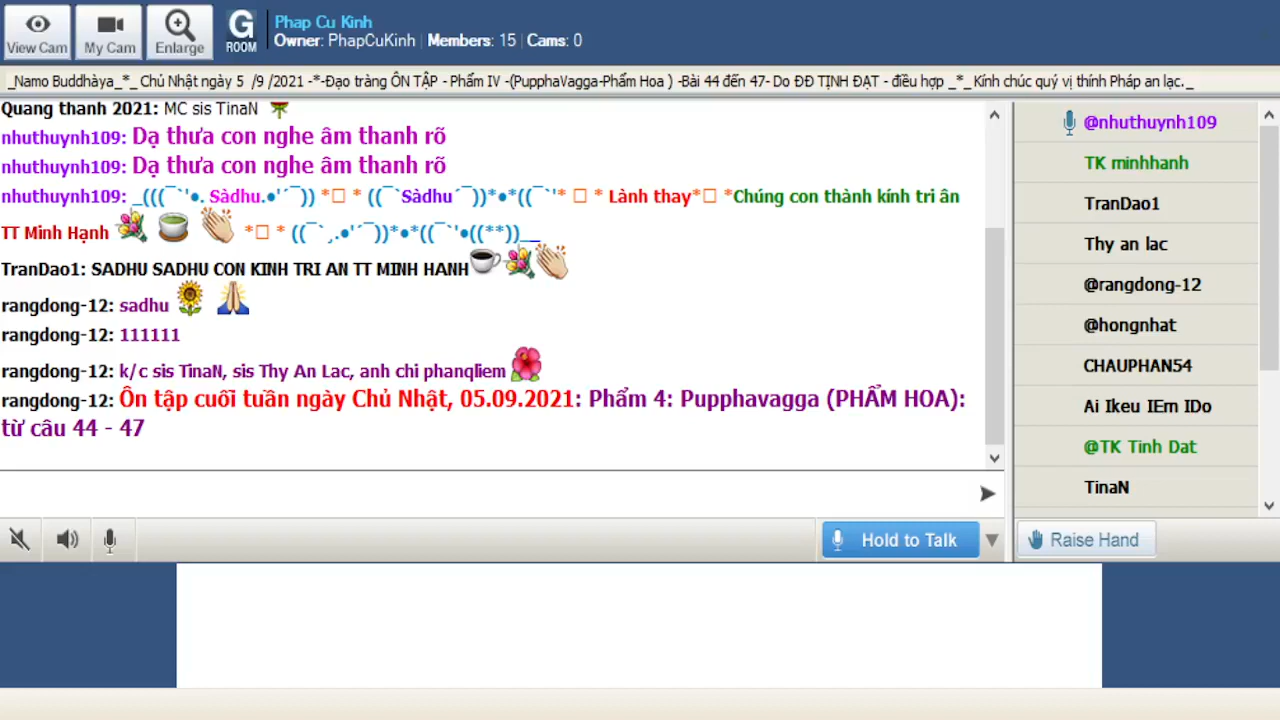 View Cam
My Cam
Enlarge
G
ROOM
Phap Cu Kinh
Owner: PhapCuKinh | Members: 15 | Cams: 0
_Namo Buddhàya_*_ Chủ Nhật ngày 5 /9 /2021 -*-Đạo tràng ÔN TẬP - Phẩm IV -(PupphaVagga-Phẩm Hoa ) -Bài 44 đến 47- Do ĐĐ TỊNH ĐẠT - điều hợp _*_ Kính chúc quý vị thính Pháp an lạc._
Quang thanh 2021: MC sis TinaN
nhuthuynh109: Dạ thưa con nghe âm thanh rõ
nhuthuynh109: Dạ thưa con nghe âm thanh rõ
nhuthuynh109: _(((¯`'•. Sàdhu.•'´¯)) *□ * ((¯`Sàdhu´¯))*•*((¯`'* □ * Lành thay*□ *Chúng con thành kính tri ân
TT Minh Hạnh *□ * ((¯`¸.•'´¯))*•*((¯`'•((**))__
TranDao1: SADHU SADHU CON KINH TRI AN TT MINH HANH
rangdong-12: sadhu
rangdong-12: 111111
rangdong-12: k/c sis TinaN, sis Thy An Lac, anh chi phanqliem
rangdong-12: Ôn tập cuối tuần ngày Chủ Nhật, 05.09.2021: Phẩm 4: Pupphavagga (PHẨM HOA):
từ câu 44 - 47
Hold to Talk
@nhuthuynh109
TK minhhanh
TranDao1
Thy an lac
@rangdong-12
@hongnhat
CHAUPHAN54
Ai Ikeu IEm IDo
@TK Tinh Dat
TinaN
Raise Hand